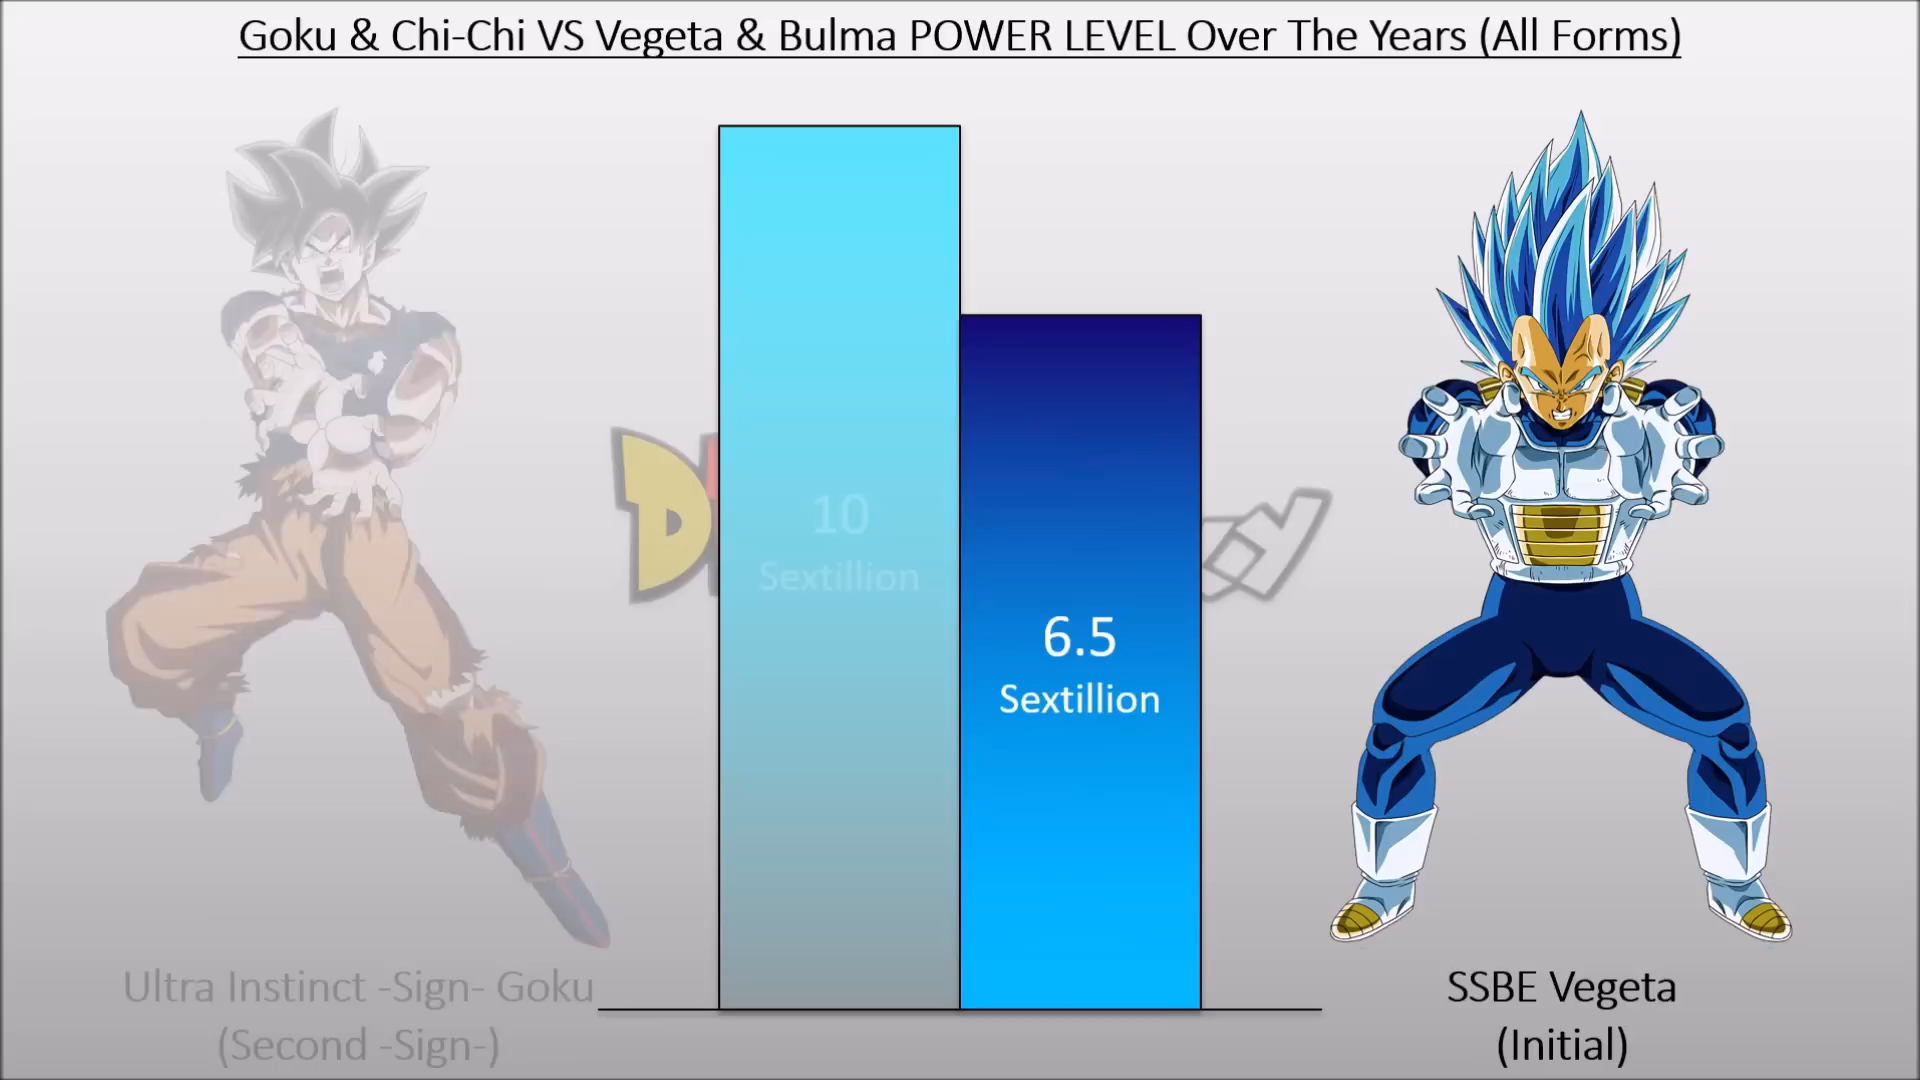 Goku & Chi-Chi VS Vegeta & Bulma POWER LEVEL Over The Years (All Forms)
10
Sextillion
6.5
Sextillion
Ultra Instinct -Sign- Goku
(Second -Sign-)
SSBE Vegeta
(Initial)